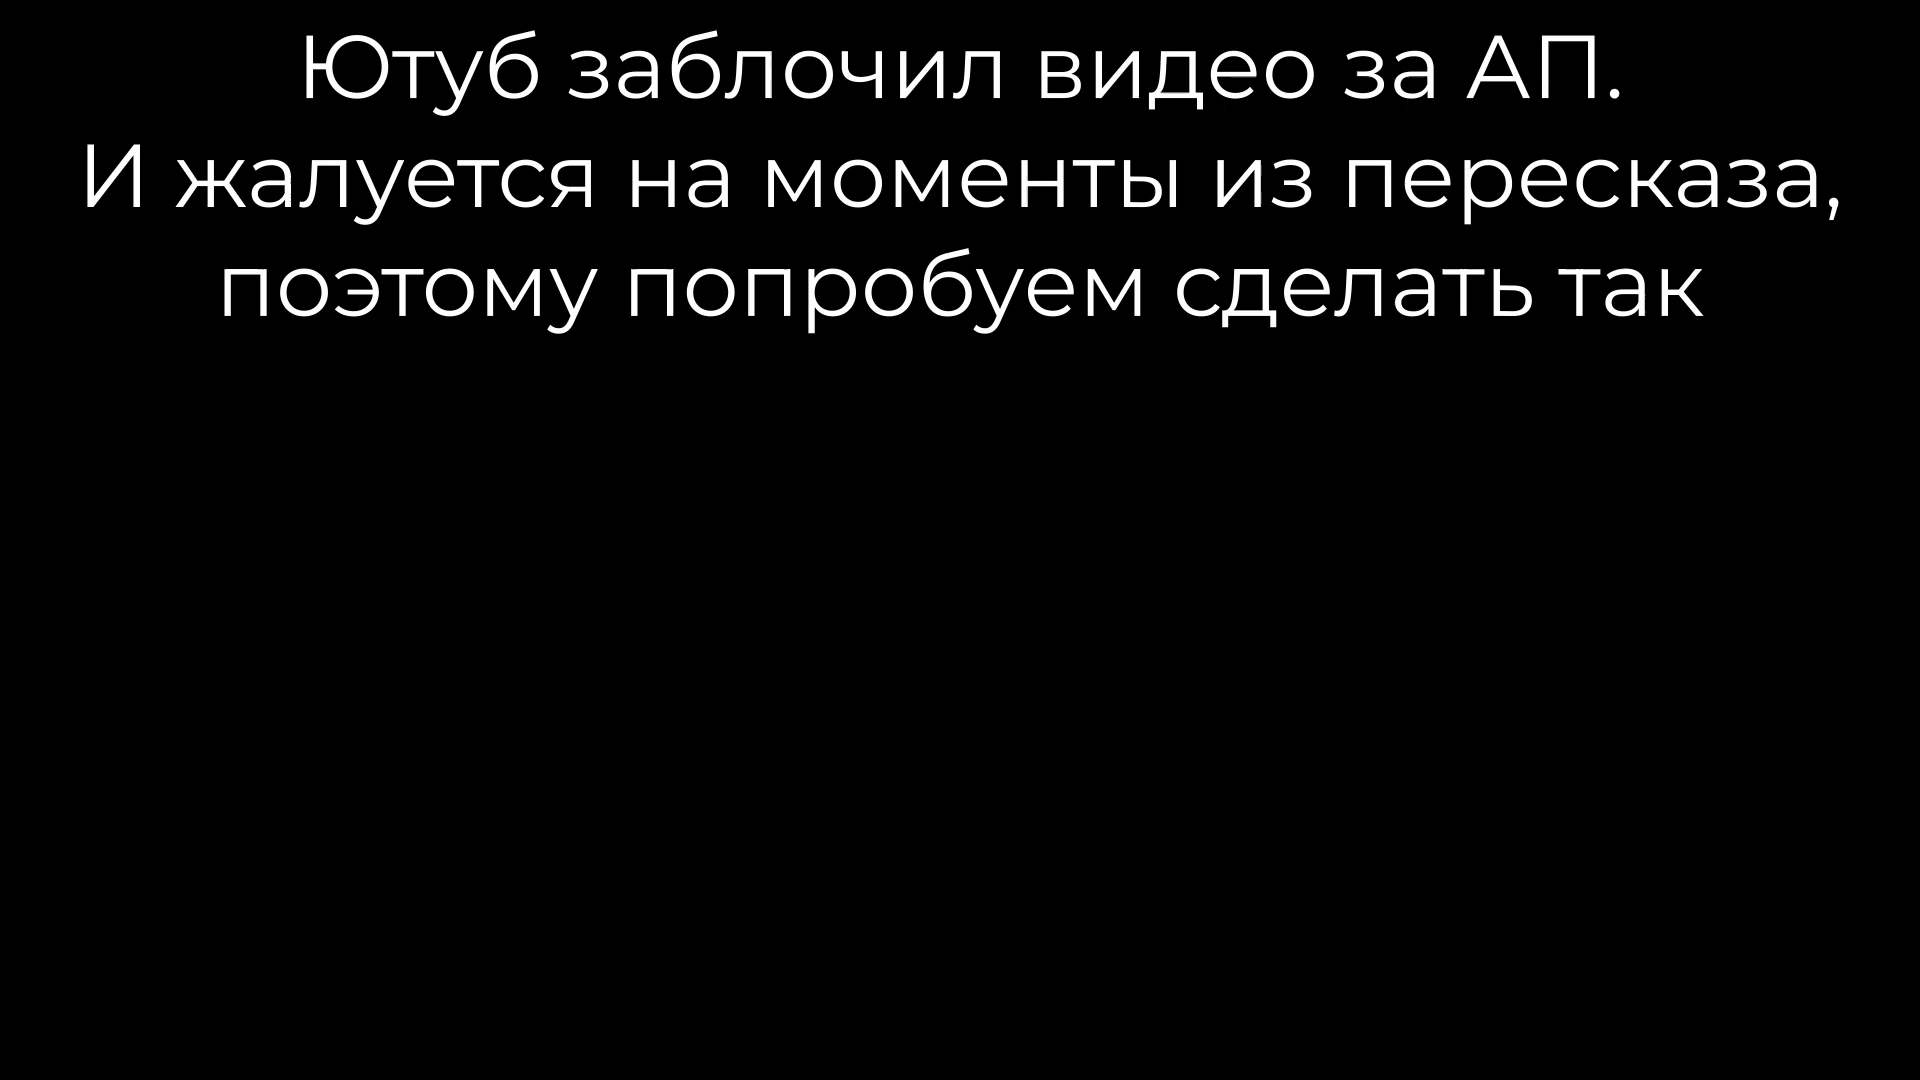 Ютуб заблочил видео за АП.
И жалуется на моменты из пересказа,
поэтому попробуем сделать так